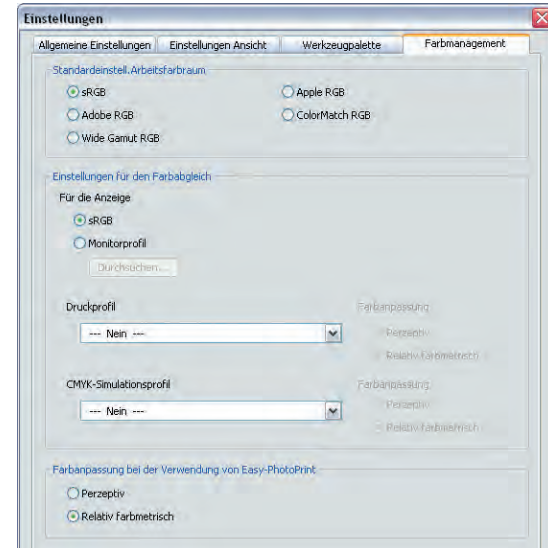 Einstellungen
Allgemeine Einstellungen Einstellungen Ansicht Werkzeugpalette Farbmanagement
Standardeinstell.Arbeitsfarbraum
sRGB Apple RGB
Adobe RGB ColorMatch RGB
Wide Gamut RGB
Einstellungen für den Farbabgleich
Für die Anzeige
sRGB
Monitorprofil
Durchsuchen...
Druckprofil Farbanpassung
--- Nein --- Perzeptiv
Relativ farbmetrisch
CMYK-Simulationsprofil Farbanpassung
--- Nein --- Perzeptiv
Relativ farbmetrisch
Farbanpassung bei der Verwendung von Easy-PhotoPrint
Perzeptiv
Relativ farbmetrisch